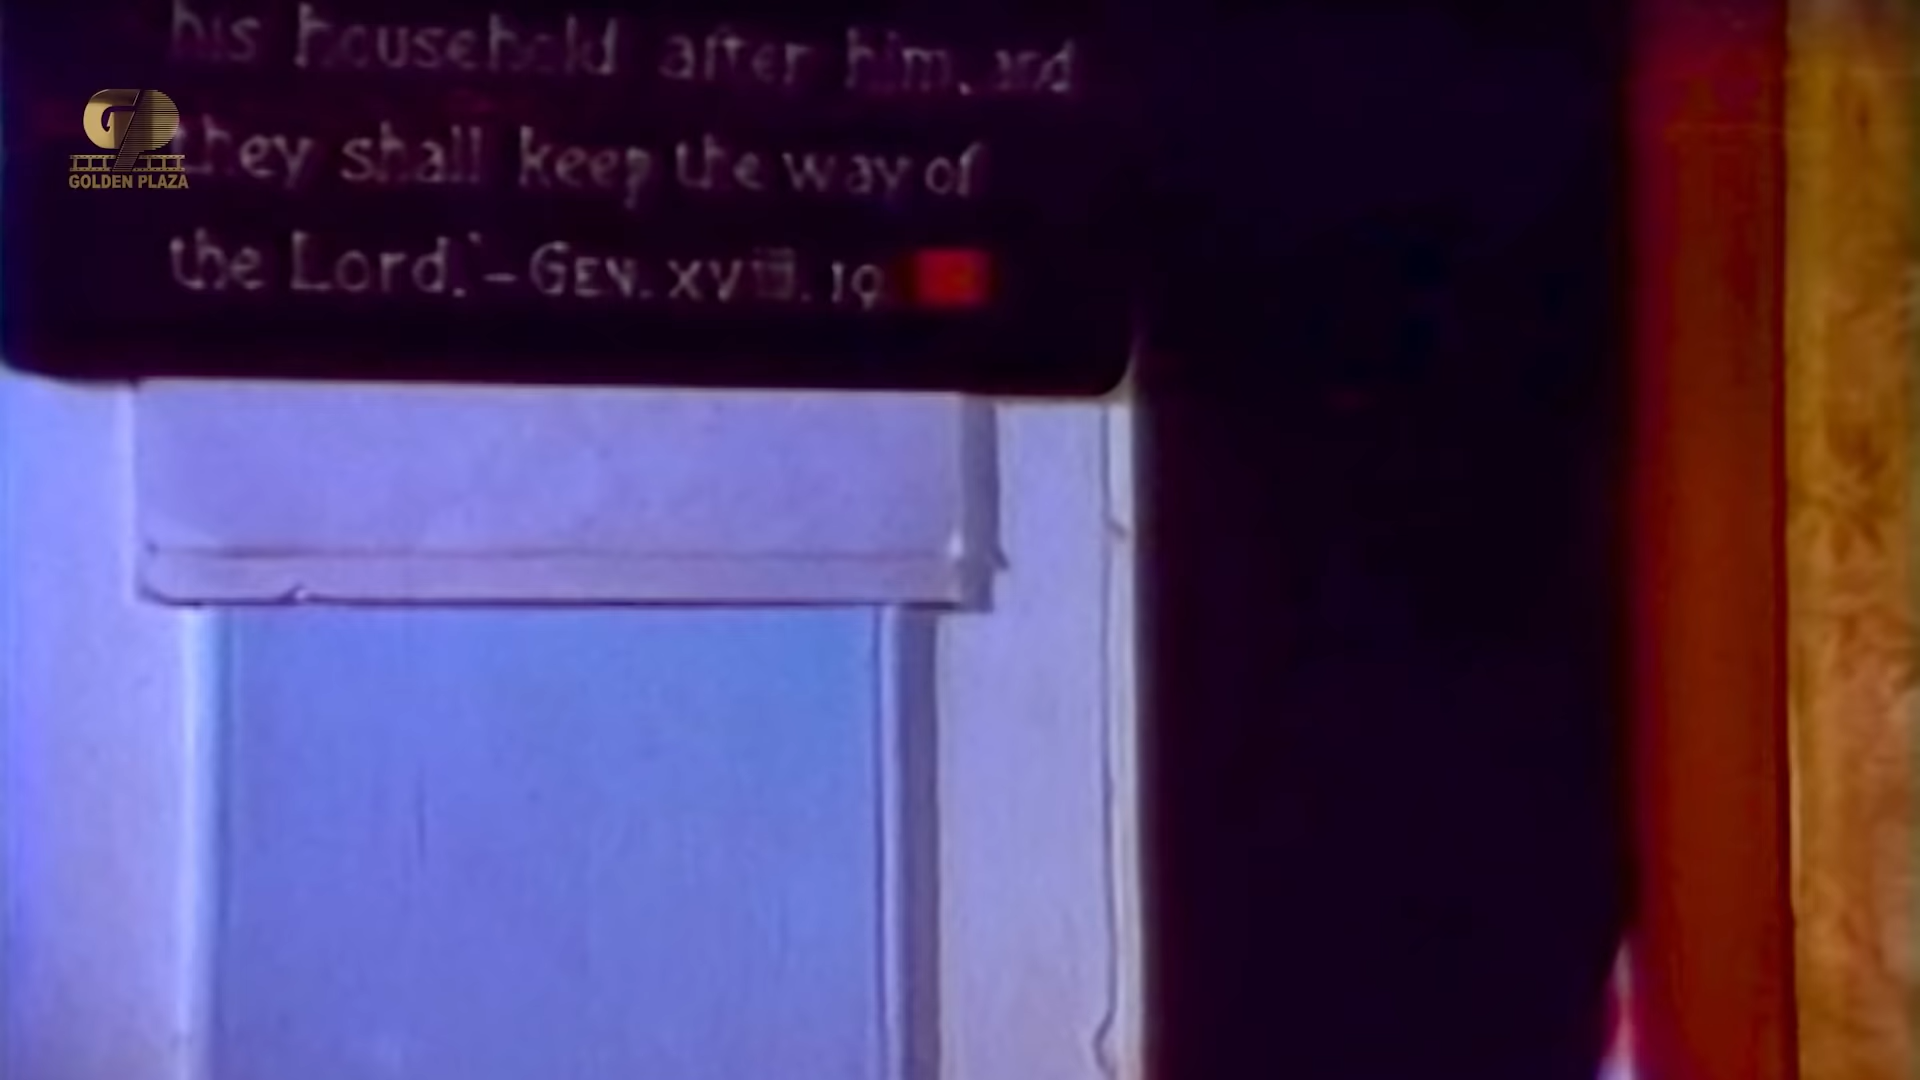 his household after him, and
they shall keep the way of
the Lord.'–GEN. XVIII. 19
GOLDEN PLAZA